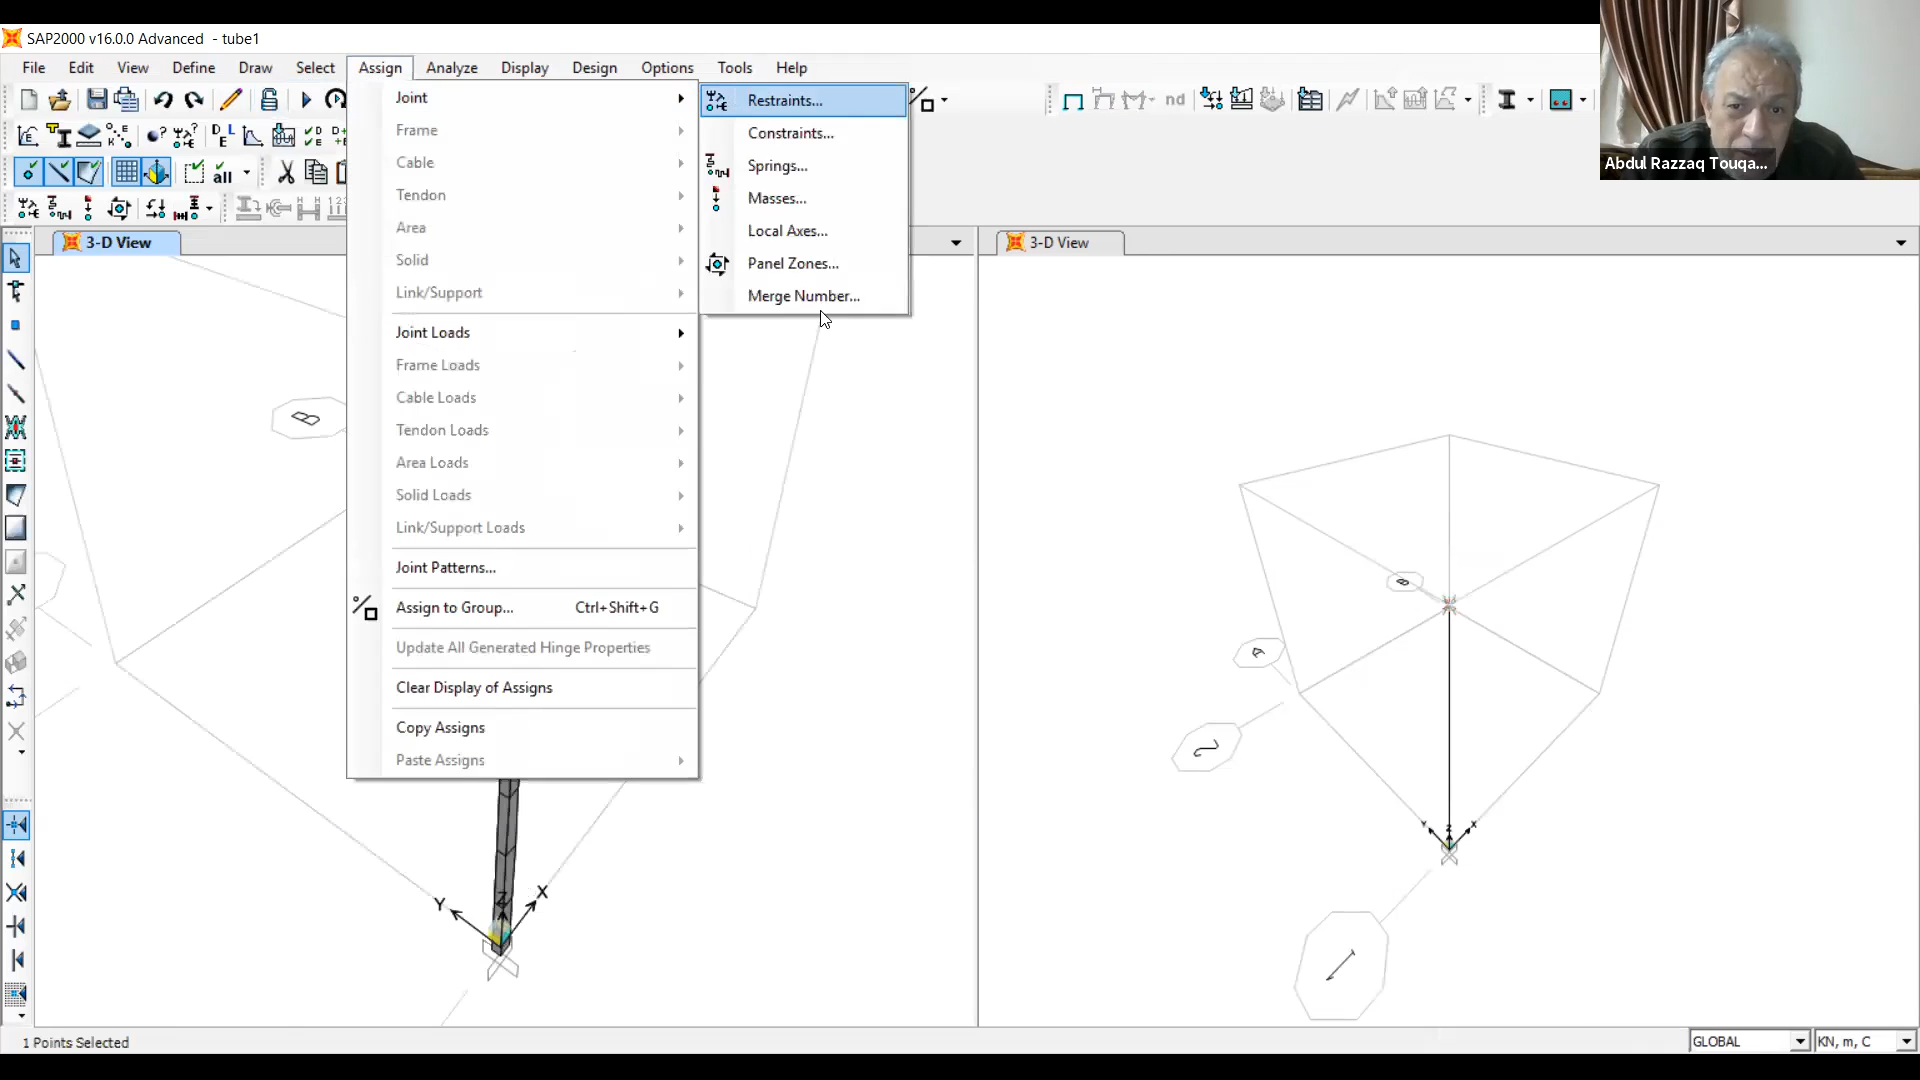 SAP2000 v16.0.0 Advanced - tube1
File Edit View Define Draw Select Assign Analyze Display Design Options Tools Help
Joint
Frame
Cable
Tendon
Area
Solid
Link/Support
Joint Loads
Frame Loads
Cable Loads
Tendon Loads
Area Loads
Solid Loads
Link/Support Loads
Joint Patterns...
Assign to Group... Ctrl+Shift+G
Update All Generated Hinge Properties
Clear Display of Assigns
Copy Assigns
Paste Assigns
Restraints...
Constraints...
Springs...
Masses...
Local Axes...
Panel Zones...
Merge Number...
nd
all
3-D View
3-D View
B
Y Z X
B
A
2
Y Z X
1
Abdul Razzaq Touqa...
1 Points Selected
GLOBAL
KN, m, C